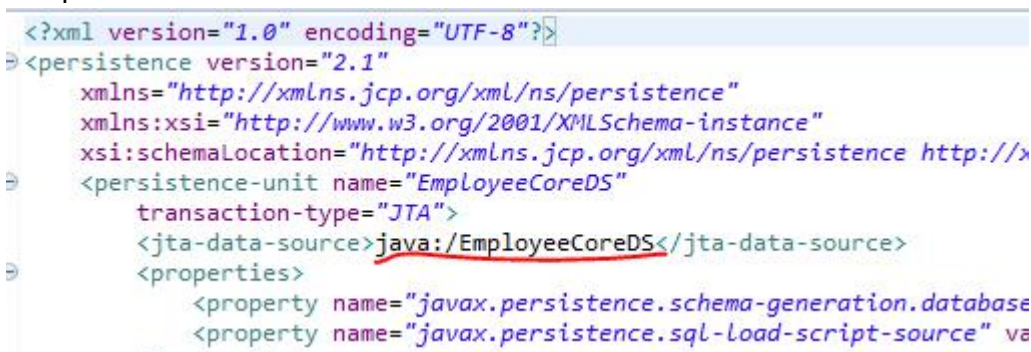 <?xml version="1.0" encoding="UTF-8"?>
<persistence version="2.1"
xmlns="http://xmlns.jcp.org/xml/ns/persistence"
xmlns:xsi="http://www.w3.org/2001/XMLSchema-instance"
xsi:schemaLocation="http://xmlns.jcp.org/xml/ns/persistence http://x
<persistence-unit name="EmployeeCoreDS"
transaction-type="JTA">
<jta-data-source>java:/EmployeeCoreDS</jta-data-source>
<properties>
<property name="javax.persistence.schema-generation.database
<property name="javax.persistence.sql-load-script-source" va